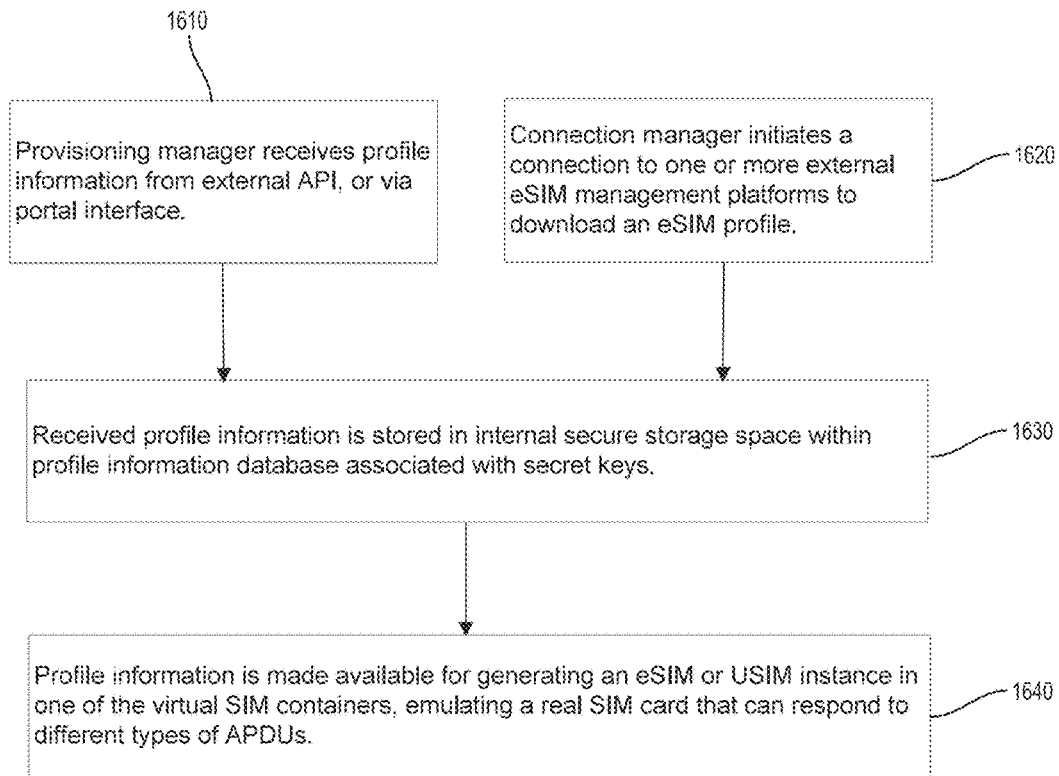 1610
Provisioning manager receives profile
information from external API, or via
portal interface.
Connection manager initiates a
connection to one or more external
eSIM management platforms to
download an eSIM profile.
1620
Received profile information is stored in internal secure storage space within
profile information database associated with secret keys.
1630
Profile information is made available for generating an eSIM or USIM instance in
one of the virtual SIM containers, emulating a real SIM card that can respond to
different types of APDUs.
1640